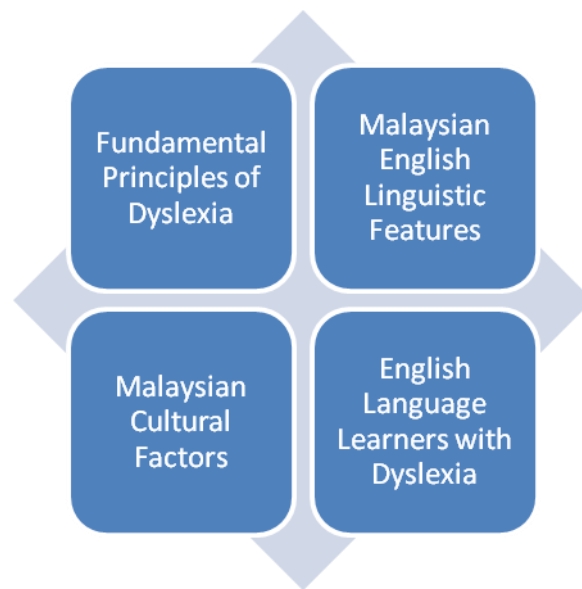 Fundamental
Principles of
Dyslexia
Malaysian
English
Linguistic
Features
Malaysian
Cultural
Factors
English
Language
Learners with
Dyslexia